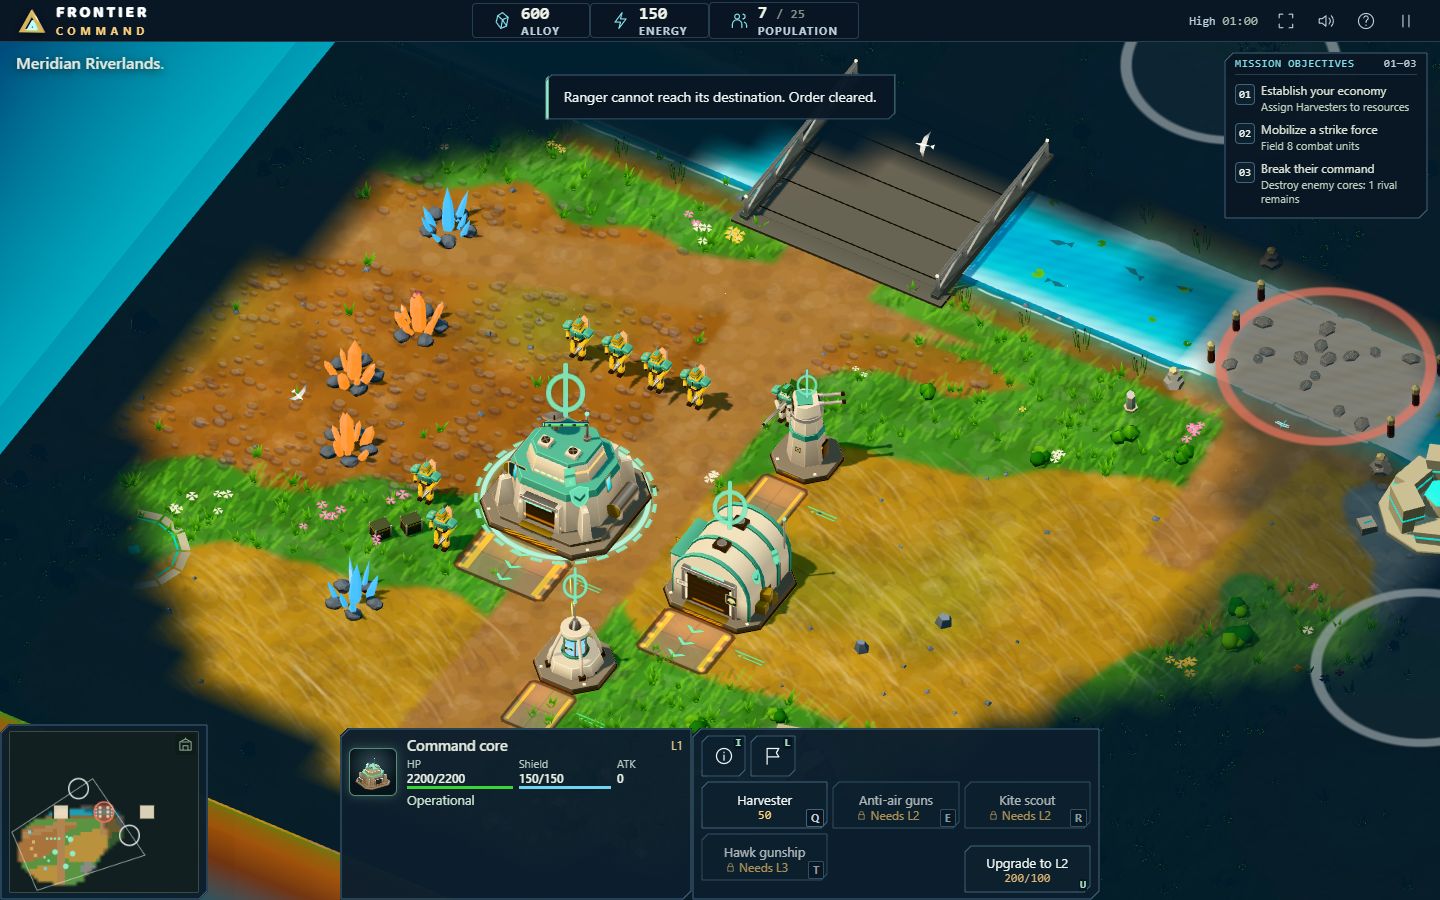 FRONTIER
COMMAND
600
ALLOY
150
ENERGY
7 / 25
POPULATION
High 01:00
Meridian Riverlands.
Ranger cannot reach its destination. Order cleared.
MISSION OBJECTIVES 01—03
01 Establish your economy
Assign Harvesters to resources
02 Mobilize a strike force
Field 8 combat units
03 Break their command
Destroy enemy cores: 1 rival
remains
Command core L1
HP Shield ATK
2200/2200 150/150 0
Operational
I L
Harvester
50 Q
Anti-air guns
Needs L2 E
Kite scout
Needs L2 R
Hawk gunship
Needs L3 T
Upgrade to L2
200/100 U